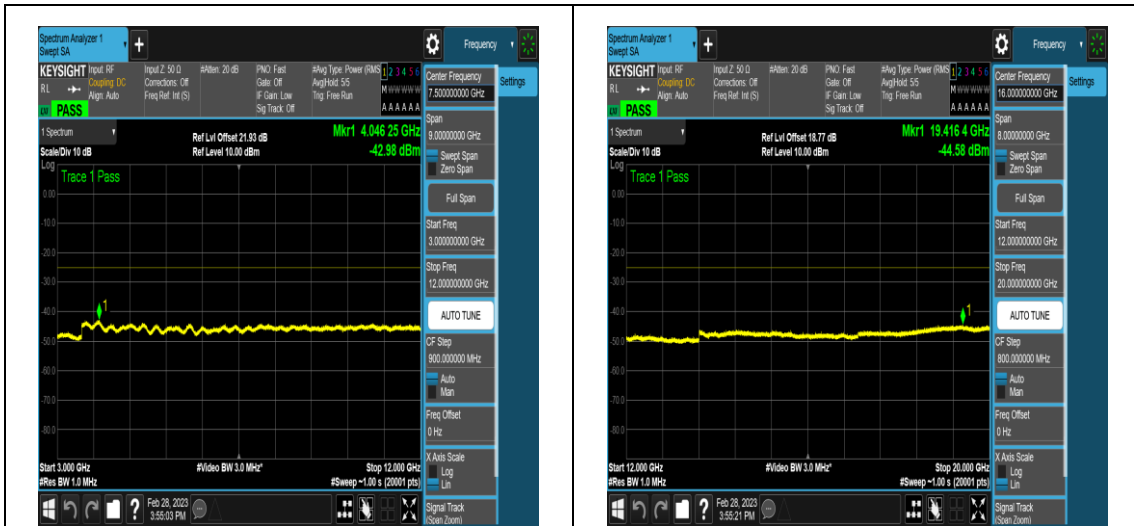 Spectrum Analyzer 1
Swept SA
Frequency
KEYSIGHT
Input: RF
Input Z: 50 Ω
#Atten: 20 dB
PNO: Fast
#Avg Type: Power (RMS
1 2 3 4 5 6
RL
Coupling: DC
Corrections: Off
Gate: Off
Avg|Hold: 5/5
M W W W W W
Align: Auto
Freq Ref: Int (S)
IF Gain: Low
Trig: Free Run
Sig Track: Off
A A A A A A
PASS
Center Frequency
7.500000000 GHz
Settings
1 Spectrum
Ref Lvl Offset 21.93 dB
Mkr1 4.046 25 GHz
Scale/Div 10 dB
Ref Level 10.00 dBm
-42.98 dBm
Log
Trace 1 Pass
0.00
-10.0
-20.0
-30.0
-40.0
-50.0
-60.0
-70.0
-80.0
1
Start 3.000 GHz
#Video BW 3.0 MHz*
Stop 12.000 GHz
#Res BW 1.0 MHz
#Sweep ~1.00 s (20001 pts)
Span
9.00000000 GHz
Swept Span
Zero Span
Full Span
Start Freq
3.000000000 GHz
Stop Freq
12.000000000 GHz
AUTO TUNE
CF Step
900.000000 MHz
Auto
Man
Freq Offset
0 Hz
X Axis Scale
Log
Lin
Signal Track
(Span Zoom)
?
Feb 28, 2023
3:55:03 PM
Spectrum Analyzer 1
Swept SA
Frequency
KEYSIGHT
Input: RF
Input Z: 50 Ω
#Atten: 20 dB
PNO: Fast
#Avg Type: Power (RMS
1 2 3 4 5 6
RL
Coupling: DC
Corrections: Off
Gate: Off
Avg|Hold: 5/5
M W W W W W
Align: Auto
Freq Ref: Int (S)
IF Gain: Low
Trig: Free Run
Sig Track: Off
A A A A A A
PASS
Center Frequency
16.000000000 GHz
Settings
1 Spectrum
Ref Lvl Offset 18.77 dB
Mkr1 19.416 4 GHz
Scale/Div 10 dB
Ref Level 10.00 dBm
-44.58 dBm
Log
Trace 1 Pass
0.00
-10.0
-20.0
-30.0
-40.0
-50.0
-60.0
-70.0
-80.0
1
Start 12.000 GHz
#Video BW 3.0 MHz*
Stop 20.000 GHz
#Res BW 1.0 MHz
#Sweep ~1.00 s (20001 pts)
Span
8.00000000 GHz
Swept Span
Zero Span
Full Span
Start Freq
12.000000000 GHz
Stop Freq
20.000000000 GHz
AUTO TUNE
CF Step
800.000000 MHz
Auto
Man
Freq Offset
0 Hz
X Axis Scale
Log
Lin
Signal Track
(Span Zoom)
?
Feb 28, 2023
3:55:21 PM